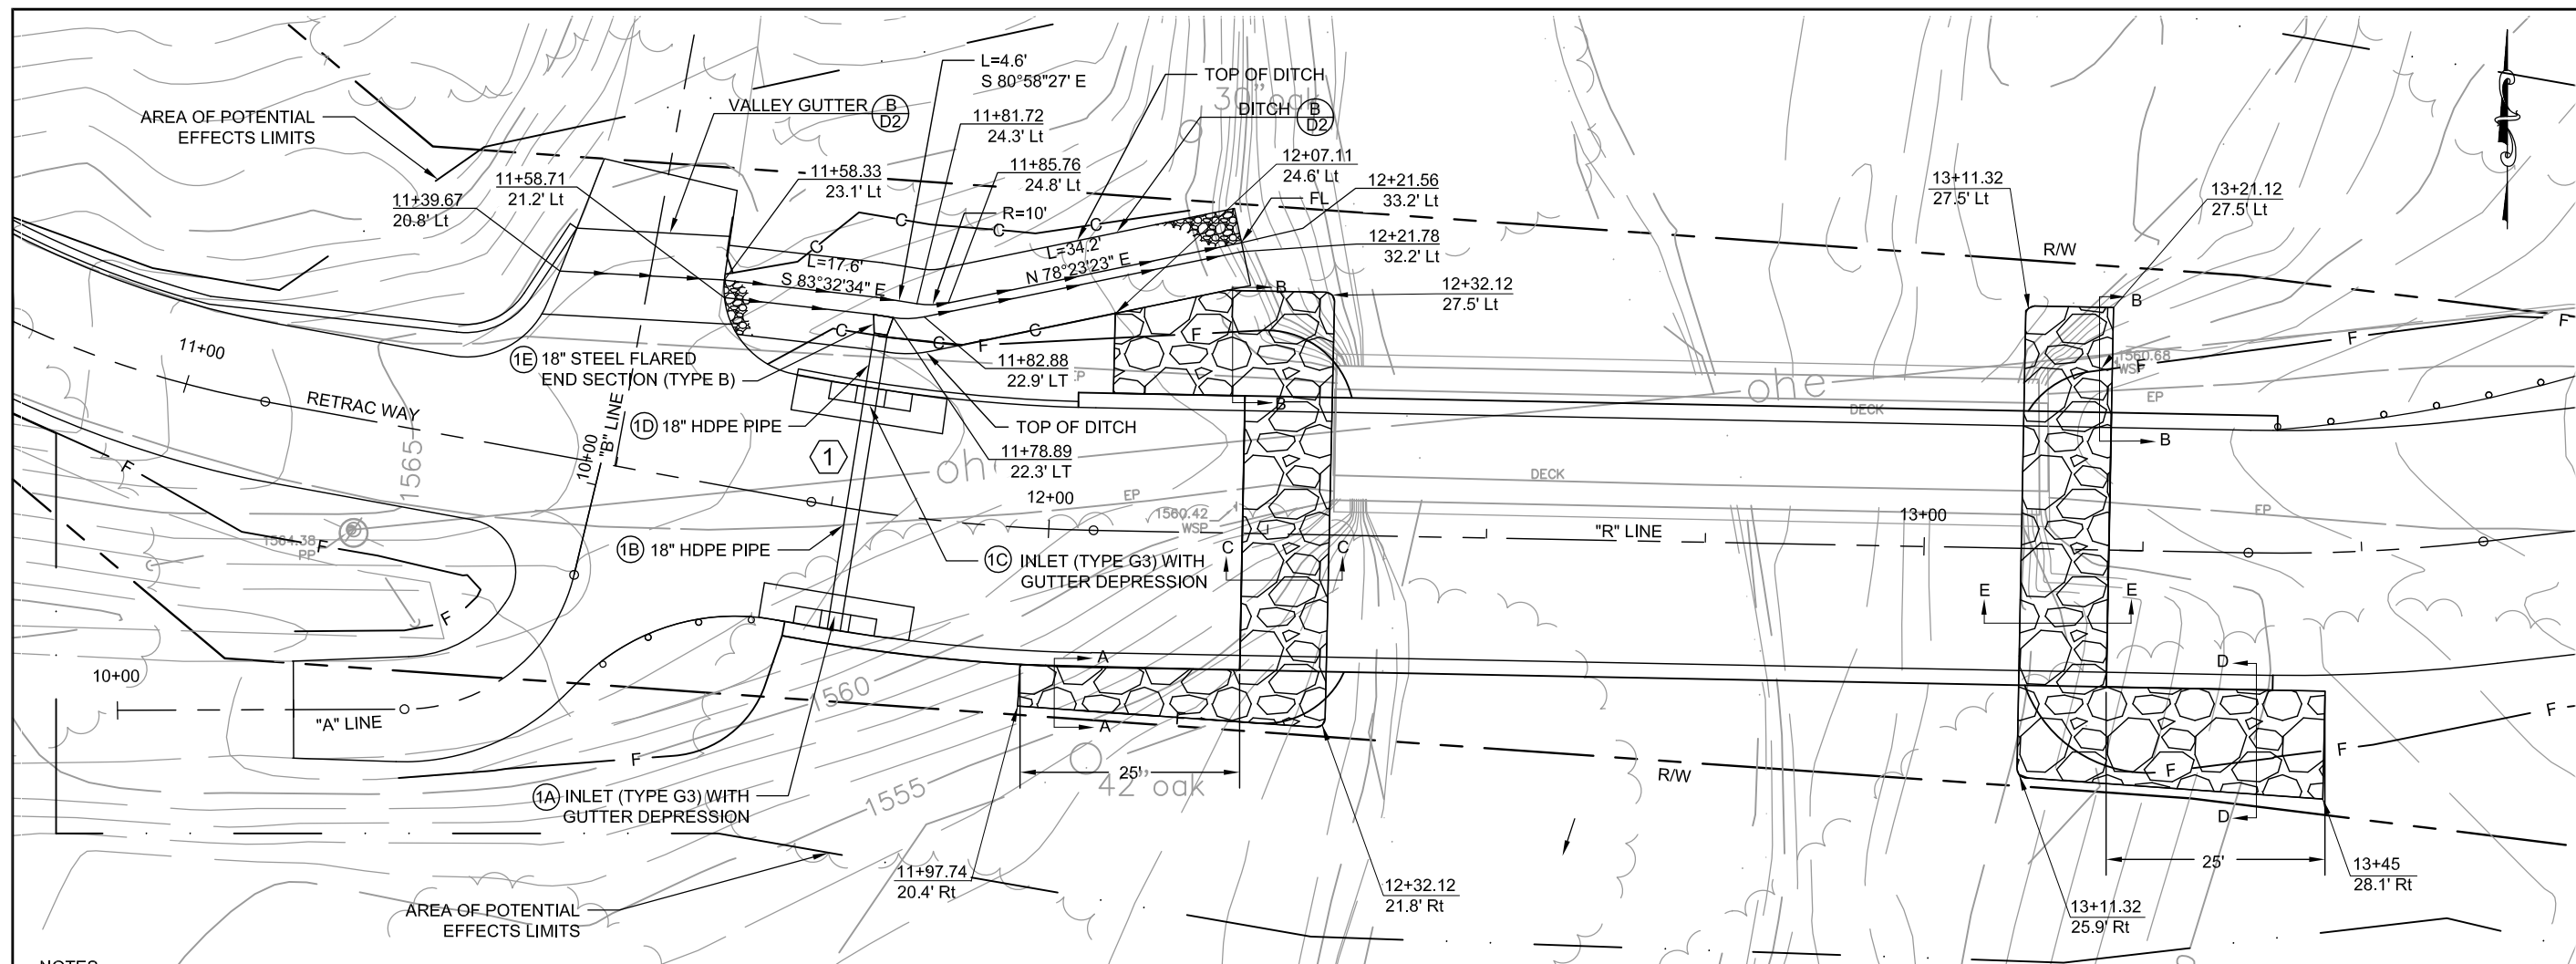 L=4.6'
S 80°58"27' E
TOP OF DITCH
30"oak
VALLEY GUTTER B
D2
DITCH B
D2
AREA OF POTENTIAL
EFFECTS LIMITS
11+81.72
24.3' Lt
11+58.71
21.2' Lt
11+58.33
23.1' Lt
11+85.76
24.8' Lt
12+07.11
24.6' Lt
12+21.56
33.2' Lt
13+11.32
27.5' Lt
13+21.12
27.5' Lt
11+39.67
20.8' Lt
R=10'
FL
C
C
C
C
12+21.78
32.2' Lt
R/W
L=34.2'
N 78°23'23" E
L=17.6'
S 83°32'34" E
12+32.12
27.5' Lt
B
B
F
C
C
C
F
F
F
F
11+00
1E 18" STEEL FLARED
END SECTION (TYPE B)
11+82.88
22.9' LT
P
1560.68
WSP
ohe
EP
DECK
RETRAC WAY
"B" LINE
10+00
1D 18" HDPE PIPE
TOP OF DITCH
B
B
11+78.89
22.3' LT
1
1565
ohe
F
DECK
12+00
EP
1560.42
WSP
13+00
EP
"R" LINE
1564.38
PP
F
1B 18" HDPE PIPE
1C INLET (TYPE G3) WITH
GUTTER DEPRESSION
C
C
E
E
F
10+00
"A" LINE
A
A
D
D
1560
F
F
F
F
R/W
25'
42"oak
1555
1A INLET (TYPE G3) WITH
GUTTER DEPRESSION
11+97.74
20.4' Rt
12+32.12
21.8' Rt
25'
13+45
28.1' Rt
13+11.32
25.9' Rt
AREA OF POTENTIAL
EFFECTS LIMITS
NOTES